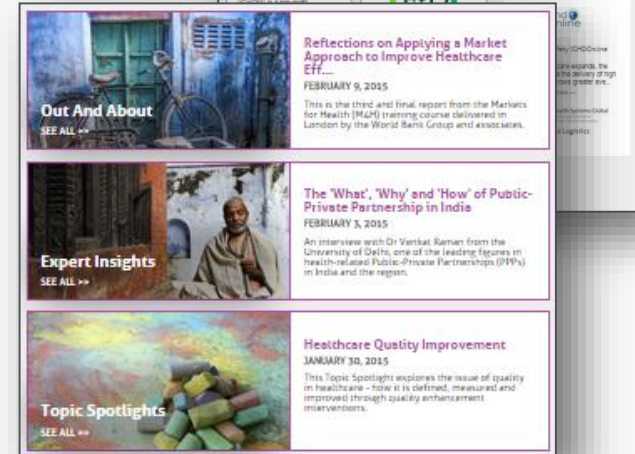 Out And About
SEE ALL >>
Reflections on Applying a Market
Approach to Improve Healthcare
Eff....
FEBRUARY 9, 2015
This is the third and final report from the Markets
for Health (M4H) training course delivered in
London by the World Bank Group and associates.
Expert Insights
SEE ALL >>
The 'What', 'Why' and 'How' of Public-
Private Partnership in India
FEBRUARY 3, 2015
An interview with Dr Venkat Raman from the
University of Delhi, one of the leading figures in
health-related Public-Private Partnerships (PPPs)
in India and the region.
Topic Spotlights
SEE ALL >>
Healthcare Quality Improvement
JANUARY 30, 2015
This Topic Spotlight explores the issue of quality
in healthcare - how it is defined, measured and
improved through quality enhancement
interventions.